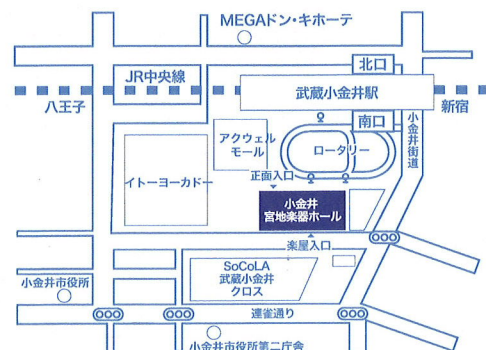 MEGAドン・キホーテ
JR中央線
北口
八王子
武蔵小金井駅
新宿
南口
小金井街道
アクウェル
モール
ロータリー
正面入口
イトーヨーカドー
小金井
宮地楽器ホール
楽屋入口
SoCoLA
武蔵小金井
クロス
小金井市役所
連雀通り
小金井市役所第二庁舎